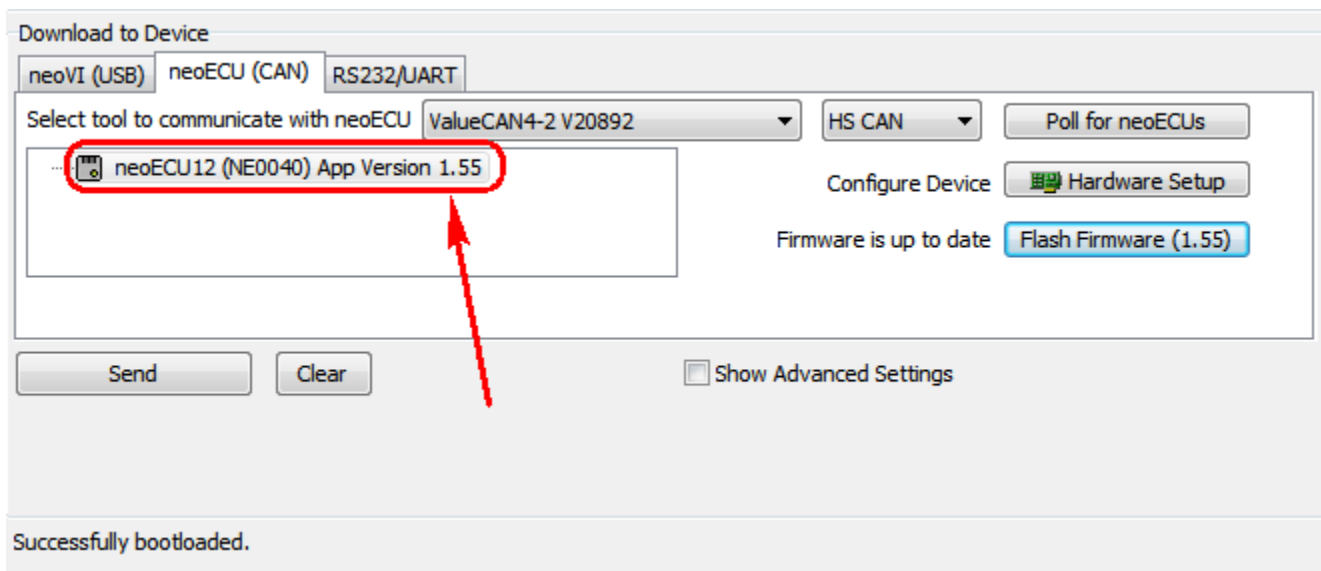 Download to Device
neoVI (USB) neoECU (CAN) RS232/UART
Select tool to communicate with neoECU ValueCAN4-2 V20892 HS CAN Poll for neoECUs
neoECU12 (NE0040) App Version 1.55
Configure Device Hardware Setup
Firmware is up to date Flash Firmware (1.55)
Send Clear Show Advanced Settings
Successfully bootloaded.